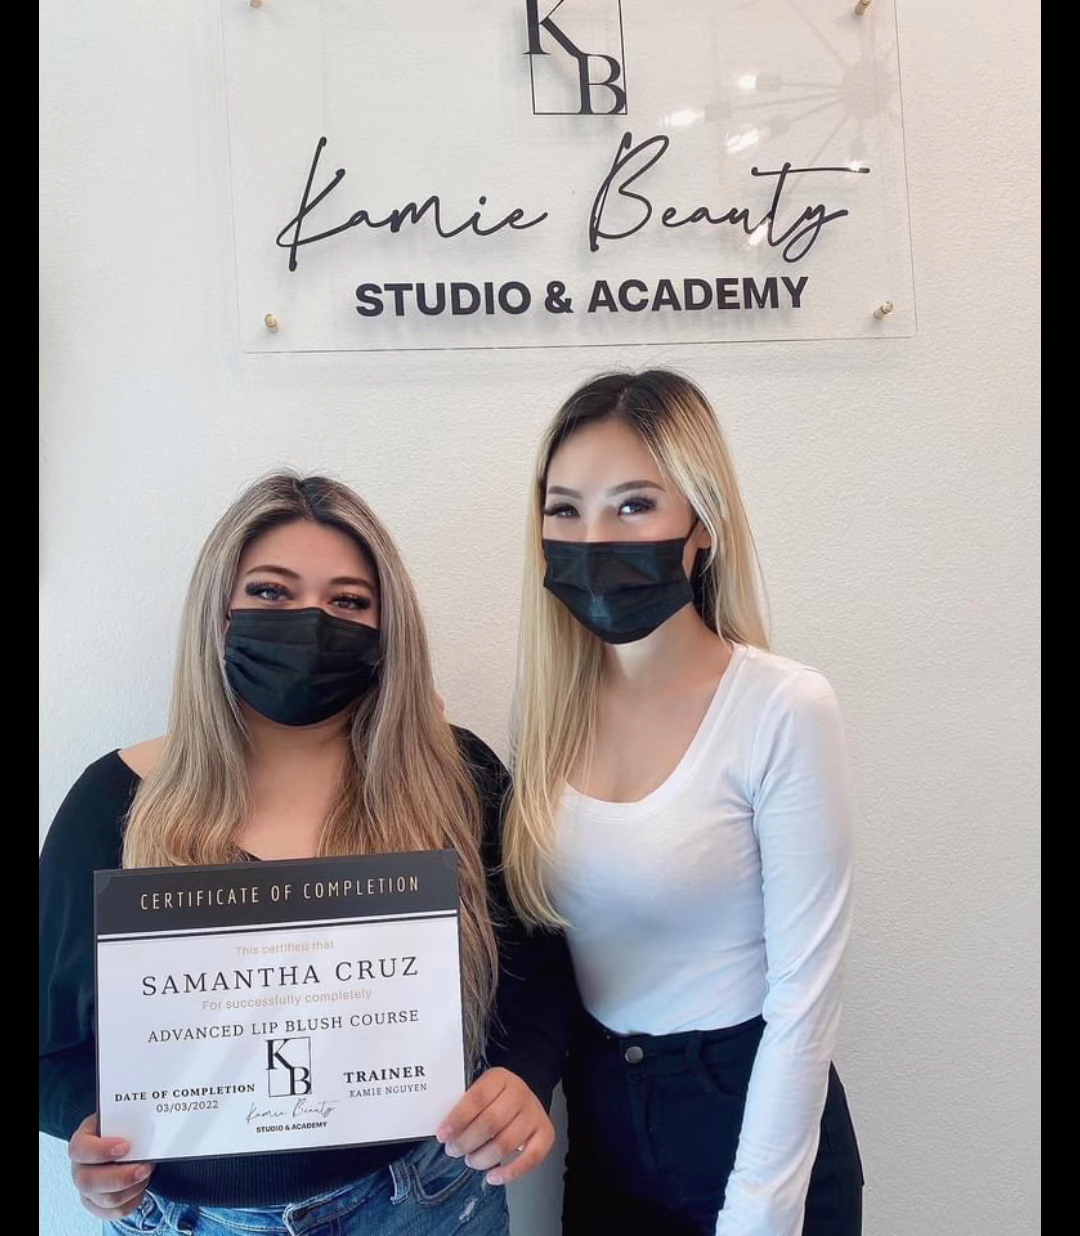 KB
Kamie Beauty
STUDIO & ACADEMY
CERTIFICATE OF COMPLETION
This certified that
SAMANTHA CRUZ
For successfully completely
ADVANCED LIP BLUSH COURSE
KB
DATE OF COMPLETION
03/03/2022
TRAINER
KAMIE NGUYEN
Kamie Beauty
STUDIO & ACADEMY